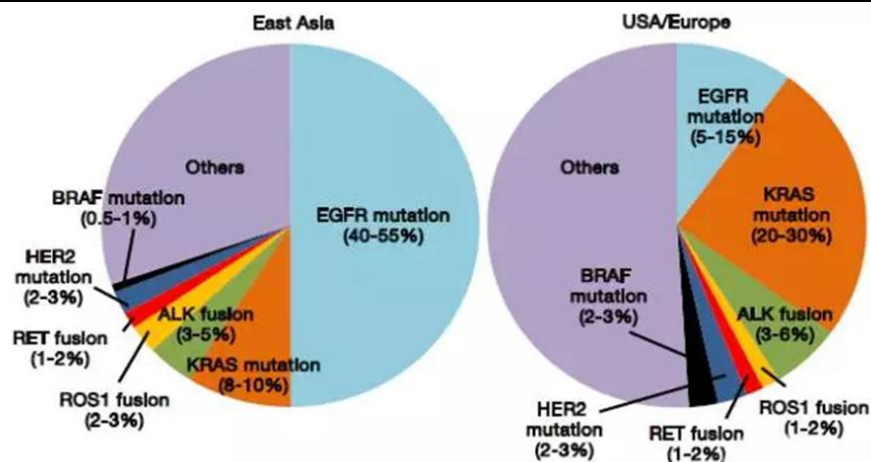 East Asia
Others
EGFR mutation
(40-55%)
BRAF mutation
(0.5-1%)
HER2
mutation
(2-3%)
RET fusion
(1-2%)
ROS1 fusion
(2-3%)
ALK fusion
(3-5%)
KRAS mutation
(8-10%)
USA/Europe
Others
EGFR
mutation
(5-15%)
KRAS
mutation
(20-30%)
ALK fusion
(3-6%)
ROS1 fusion
(1-2%)
RET fusion
(1-2%)
HER2
mutation
(2-3%)
BRAF
mutation
(2-3%)